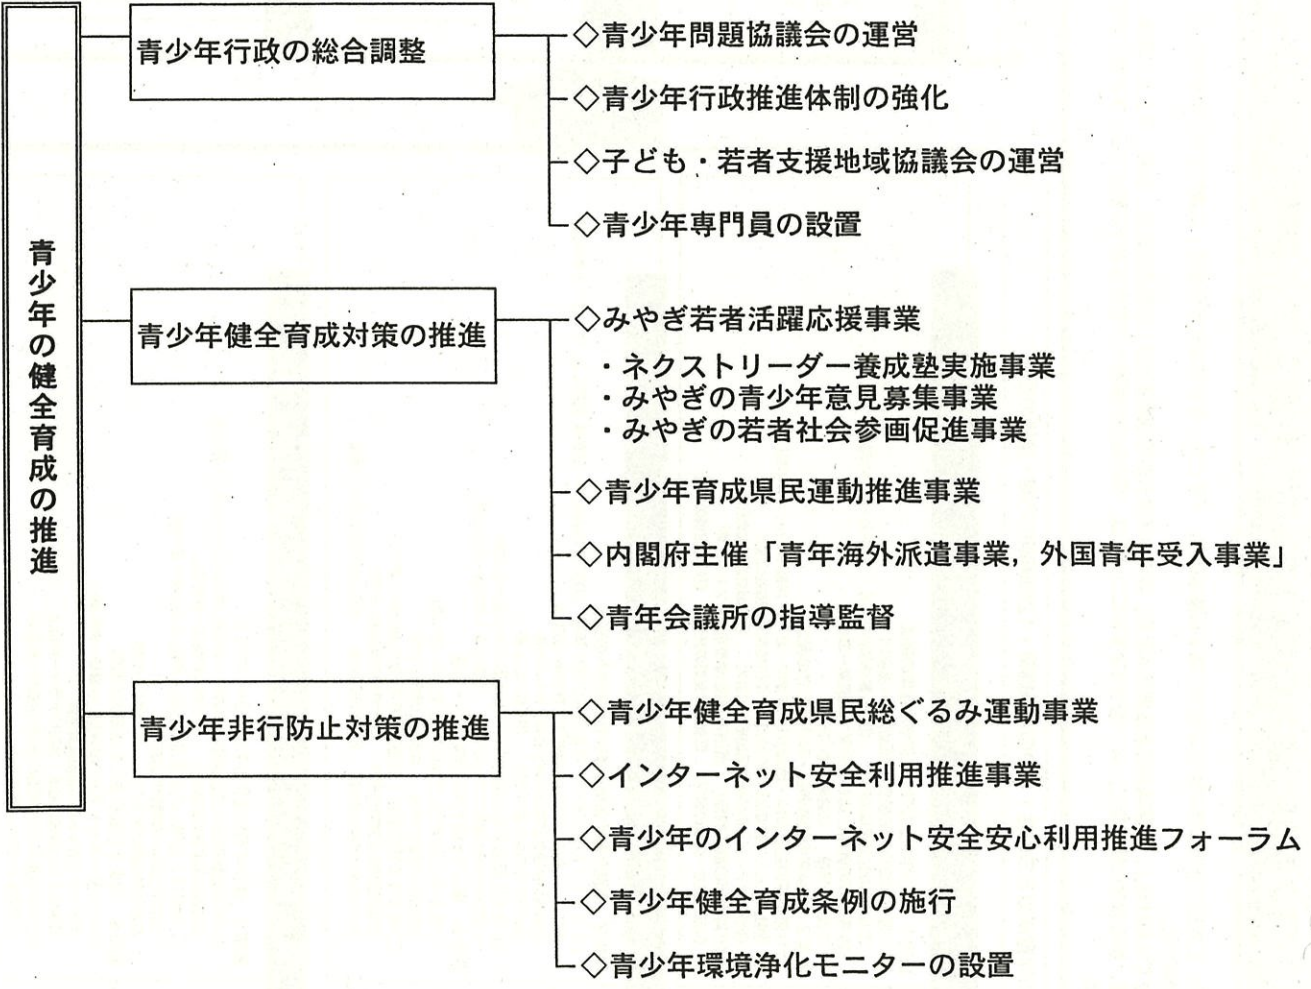 青少年の健全育成の推進
青少年行政の総合調整
◇青少年問題協議会の運営
◇青少年行政推進体制の強化
◇子ども・若者支援地域協議会の運営
◇青少年専門員の設置
青少年健全育成対策の推進
◇みやぎ若者活躍応援事業
・ネクストリーダー養成塾実施事業
・みやぎの青少年意見募集事業
・みやぎの若者社会参画促進事業
◇青少年育成県民運動推進事業
◇内閣府主催「青年海外派遣事業，外国青年受入事業」
◇青年会議所の指導監督
青少年非行防止対策の推進
◇青少年健全育成県民総ぐるみ運動事業
◇インターネット安全利用推進事業
◇青少年のインターネット安全安心利用推進フォーラム
◇青少年健全育成条例の施行
◇青少年環境浄化モニターの設置